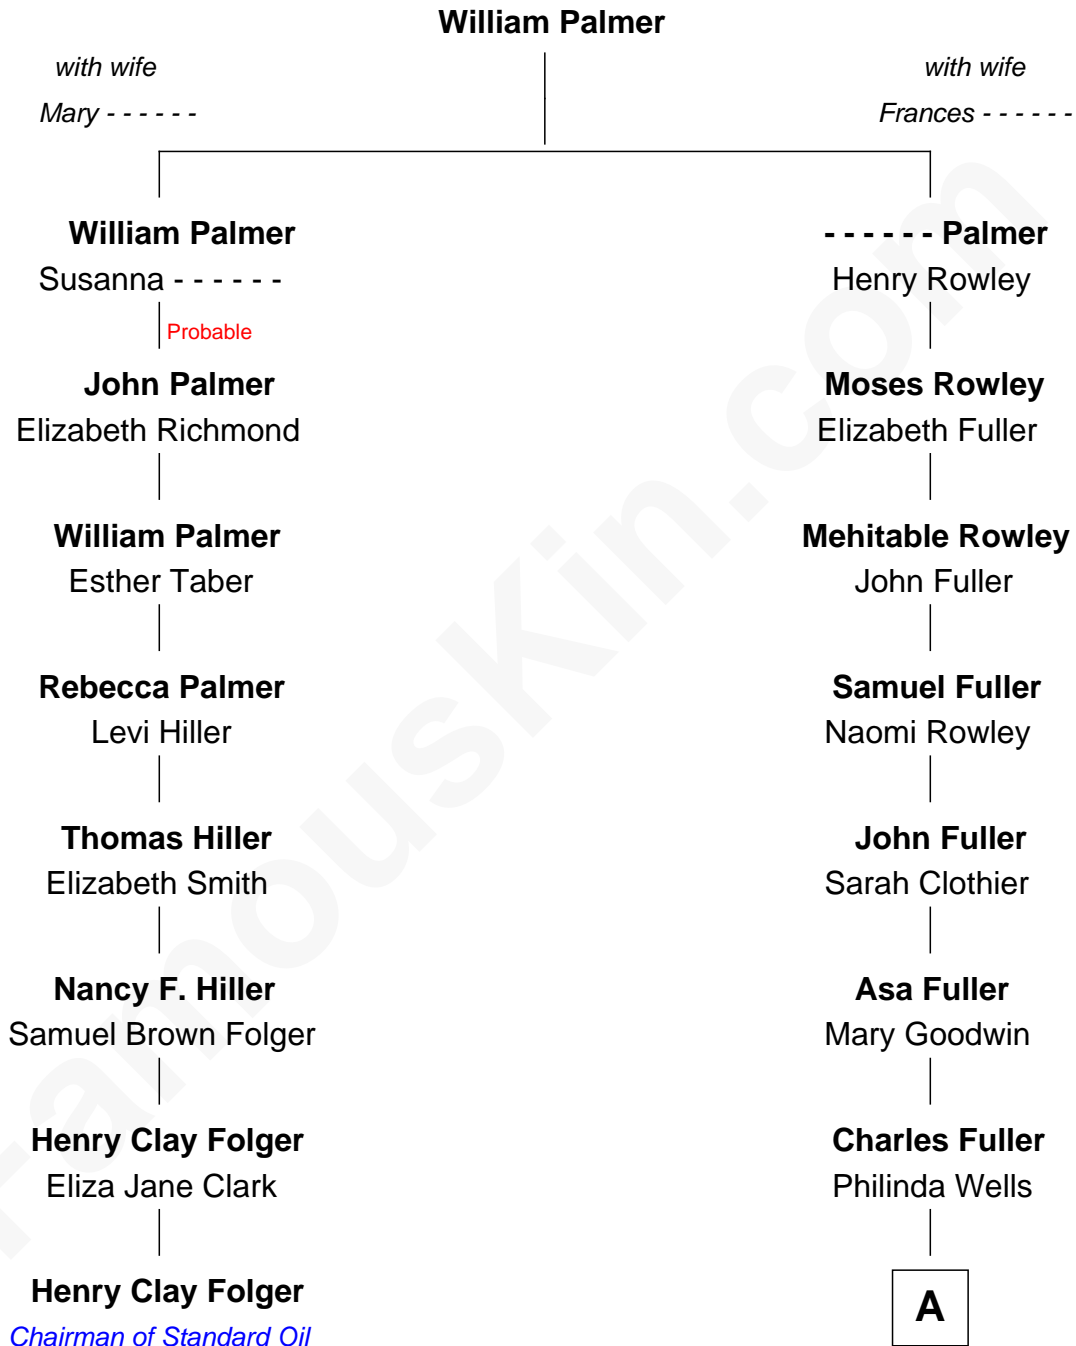 William Palmer
with wife
Mary - - - - - -
with wife
Frances - - - - - -
William Palmer
Susanna - - - - - -
- - - - - - Palmer
Henry Rowley
Probable
John Palmer
Elizabeth Richmond
Moses Rowley
Elizabeth Fuller
William Palmer
Esther Taber
Mehitable Rowley
John Fuller
Rebecca Palmer
Levi Hiller
Samuel Fuller
Naomi Rowley
Thomas Hiller
Elizabeth Smith
John Fuller
Sarah Clothier
Nancy F. Hiller
Samuel Brown Folger
Asa Fuller
Mary Goodwin
Henry Clay Folger
Eliza Jane Clark
Charles Fuller
Philinda Wells
Henry Clay Folger
Chairman of Standard Oil
A
FamousKin.com